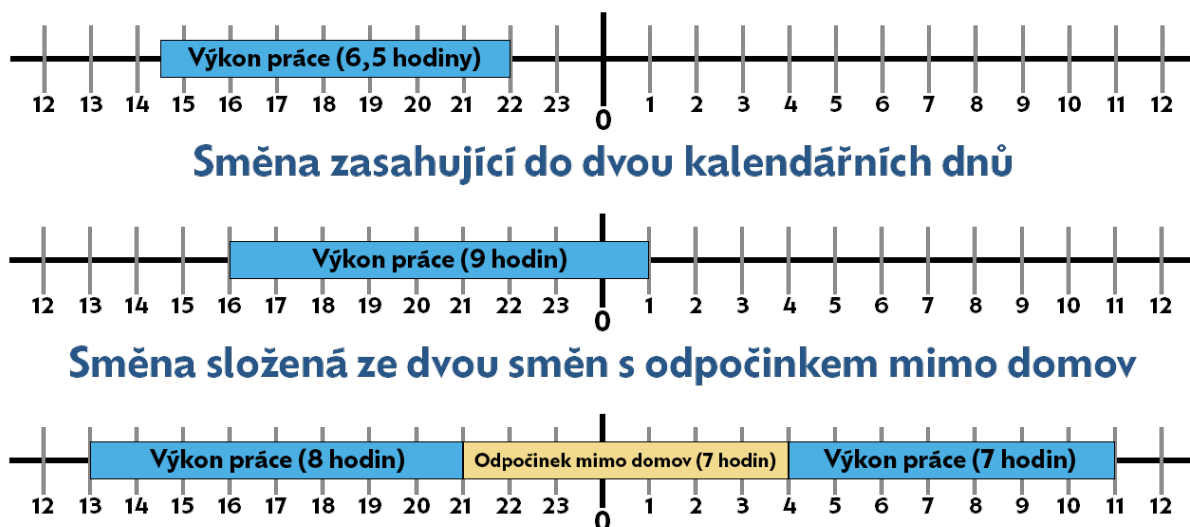 Výkon práce (6,5 hodiny)
12 13 14 15 16 17 18 19 20 21 22 23 0 1 2 3 4 5 6 7 8 9 10 11 12
Směna zasahující do dvou kalendářních dnů
Výkon práce (9 hodin)
12 13 14 15 16 17 18 19 20 21 22 23 0 1 2 3 4 5 6 7 8 9 10 11 12
Směna složená ze dvou směn s odpočinkem mimo domov
Výkon práce (8 hodin) Odpočinek mimo domov (7 hodin) Výkon práce (7 hodin)
12 13 14 15 16 17 18 19 20 21 22 23 0 1 2 3 4 5 6 7 8 9 10 11 12